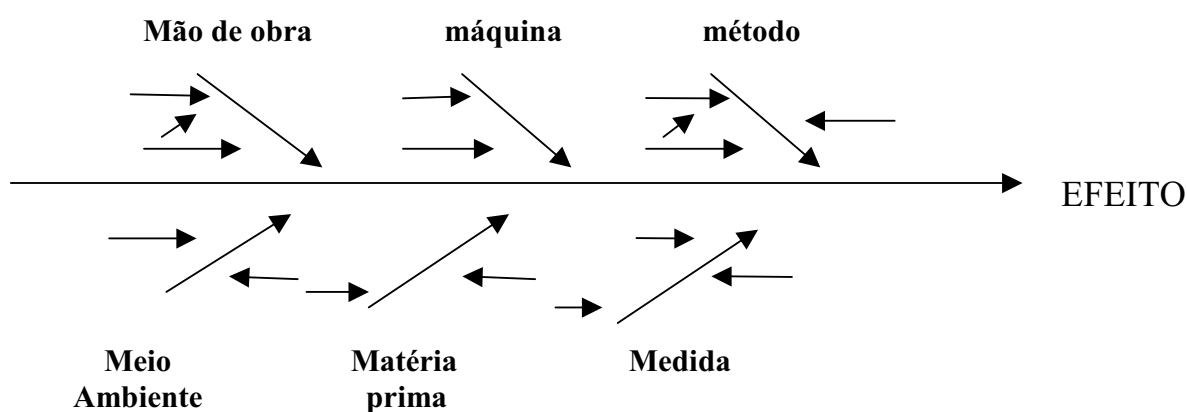 Mão de obra
máquina
método
EFEITO
Meio
Ambiente
Matéria
prima
Medida